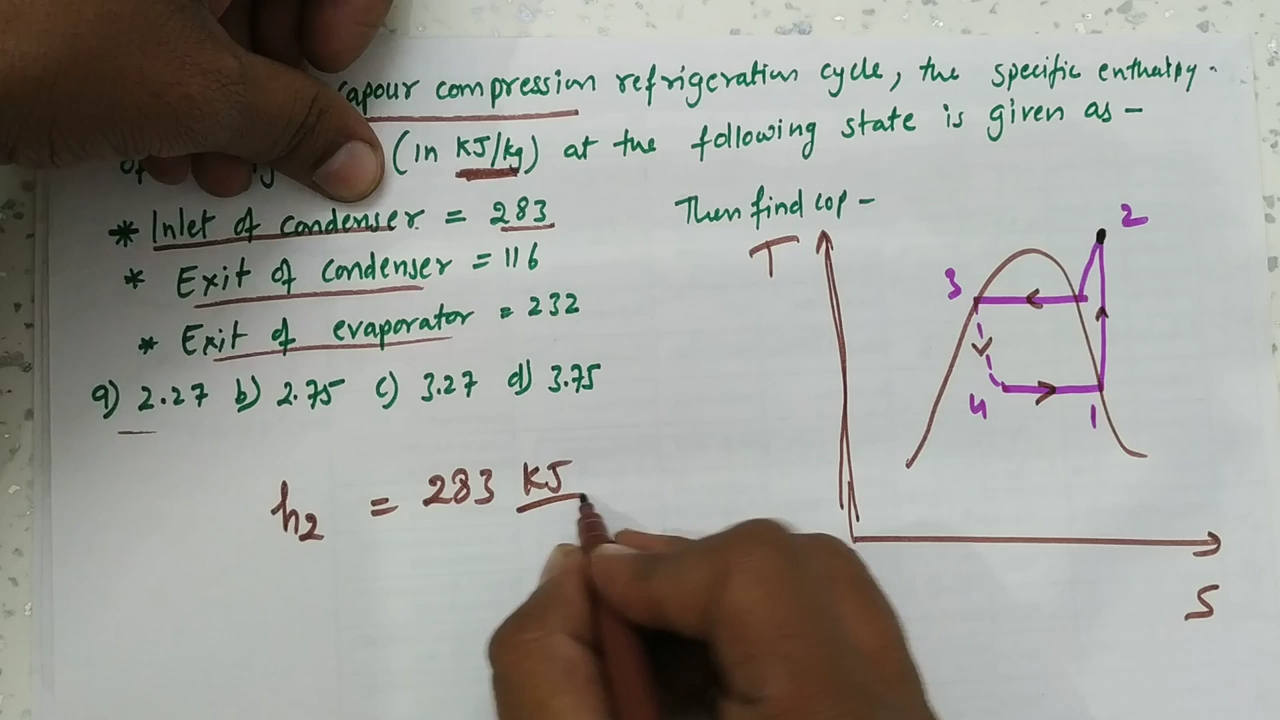 apour compression refrigeration cycle, the specific enthalpy.
(in KJ/kg) at the following state is given as -
* Inlet of condenser = 283
Then find cop -
* Exit of condenser = 116
* Exit of evaporator = 232
a) 2.27 b) 2.75 c) 3.27 d) 3.75
h2 = 283 KJ
T
2
3
4
1
S